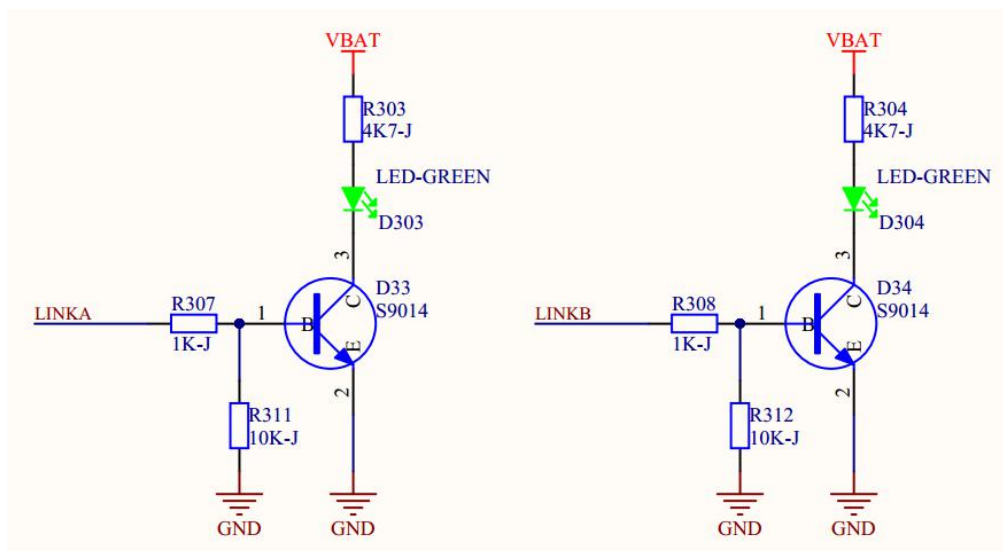 VBAT
R303
4K7-J
LED-GREEN
D303
3
C
D33
S9014
LINKA
R307
1K-J
1
B
E
2
R311
10K-J
GND
GND
VBAT
R304
4K7-J
LED-GREEN
D304
3
C
D34
S9014
LINKB
R308
1K-J
1
B
E
2
R312
10K-J
GND
GND